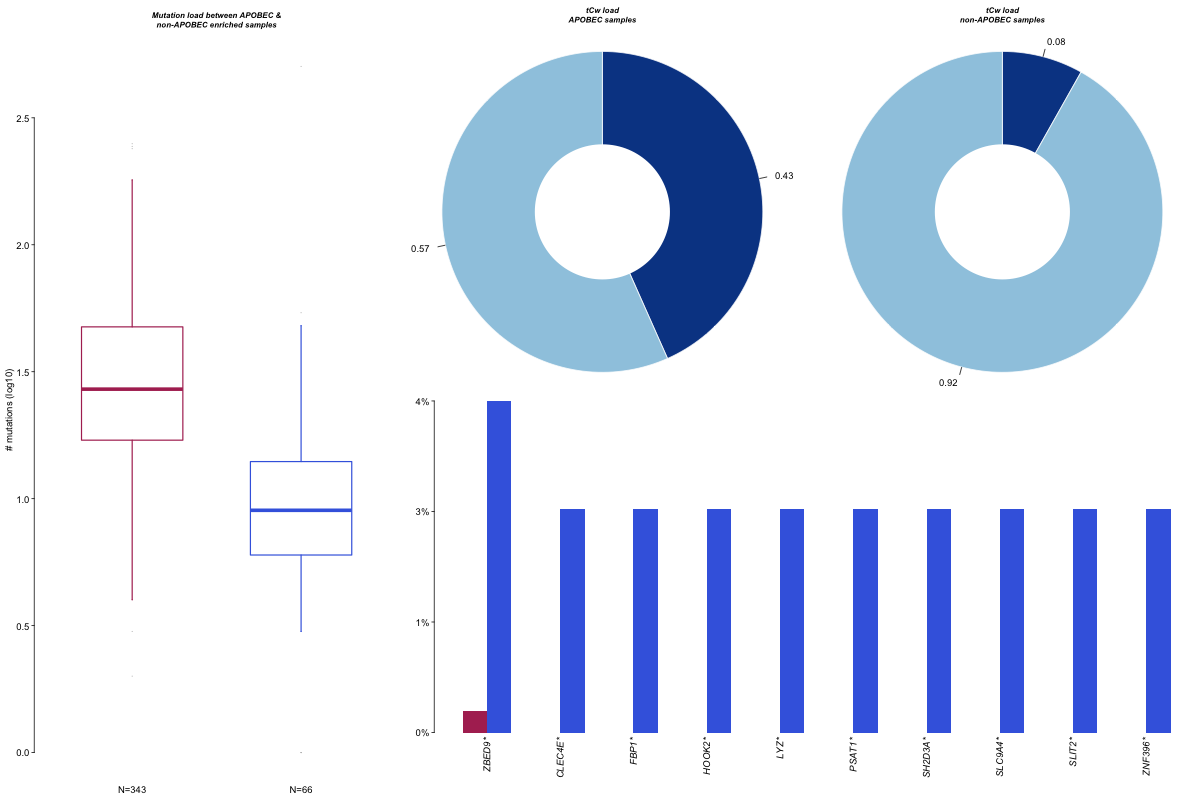 Mutation load between APOBEC &
non-APOBEC enriched samples
# mutations (log10)
2.5
2.0
1.5
1.0
0.5
0.0
N=343
N=66
tCw load
APOBEC samples
0.43
0.57
tCw load
non-APOBEC samples
0.08
0.92
4%
3%
1%
0%
ZBED9*
CLEC4E*
FBP1*
HOOK2*
LYZ*
PSAT1*
SH2D3A*
SLC9A4*
SLIT2*
ZNF396*